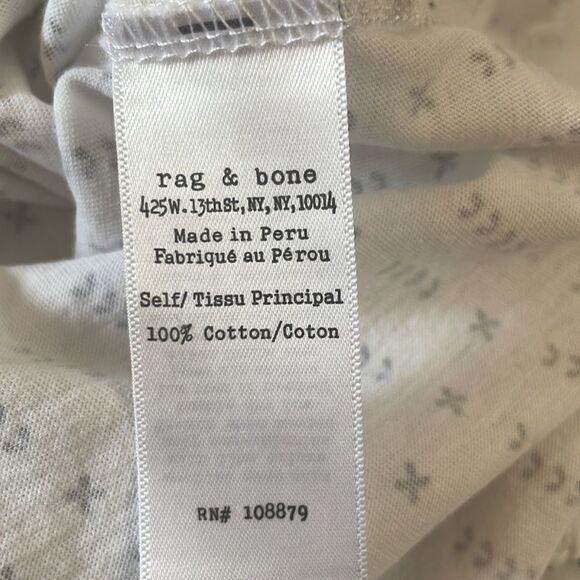 rag & bone
425W.13thSt,NY,NY,10014
Made in Peru
Fabriqué au Pérou
Self/Tissu Principal
100% Cotton/Coton
RN# 108879